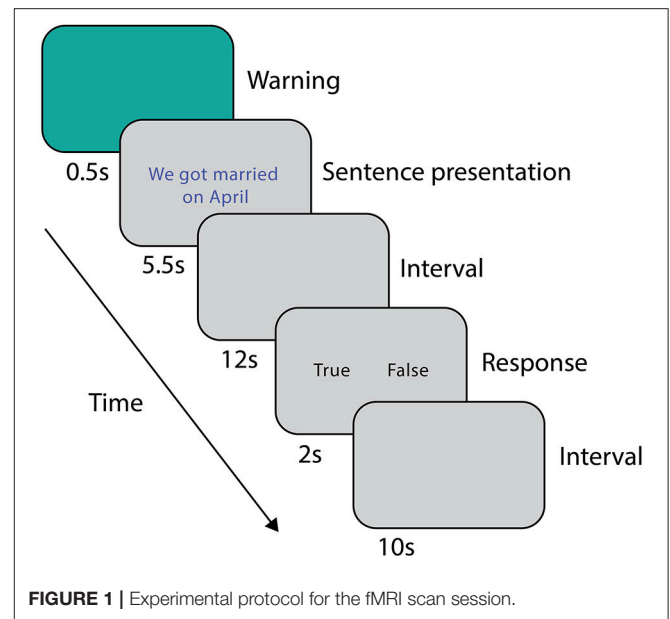 Warning
0.5s
We got married
on April
Sentence presentation
5.5s
Interval
12s
True False
Response
Time
2s
Interval
10s
FIGURE 1 | Experimental protocol for the fMRI scan session.